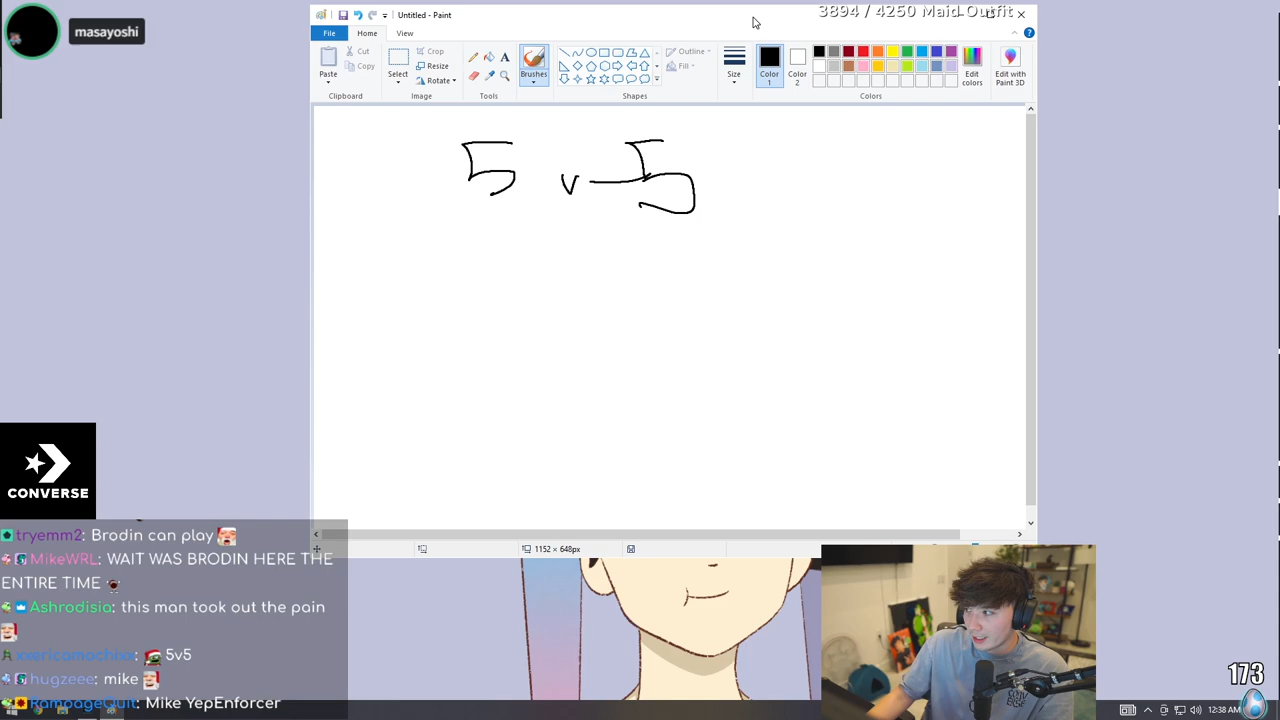 masayoshi
Untitled - Paint
3894 / 4250 Maid Outfit
File Home View
Paste
Cut
Copy
Clipboard
Select
Crop
Resize
Rotate
Image
Tools
Brushes
Shapes
Outline
Fill
Size
Color 1
Color 2
Colors
Edit colors
Edit with Paint 3D
5 v 5
CONVERSE
1152 × 648px
tryemm2: Brodin can play
MikeWRL: WAIT WAS BRODIN HERE THE
ENTIRE TIME
Ashrodisia: this man took out the pain
5v5
hugzeee: mike
RampageQuit: Mike YepEnforcer
173
12:38 AM